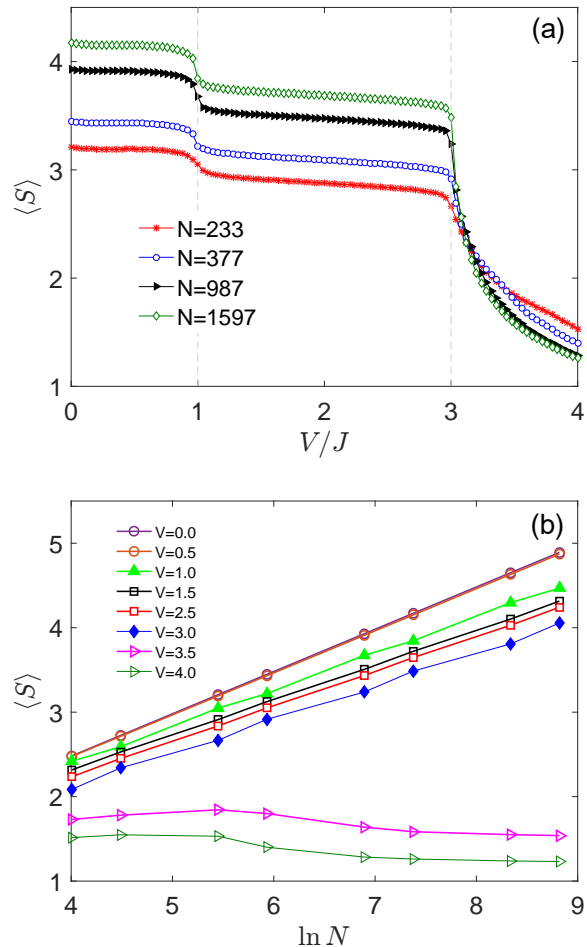 (a)
4
3
2
1
⟨S⟩
N=233
N=377
N=987
N=1597
0 1 2 3 4
V/J
(b)
5
4
3
2
1
⟨S⟩
V=0.0
V=0.5
V=1.0
V=1.5
V=2.5
V=3.0
V=3.5
V=4.0
4 5 6 7 8 9
ln N